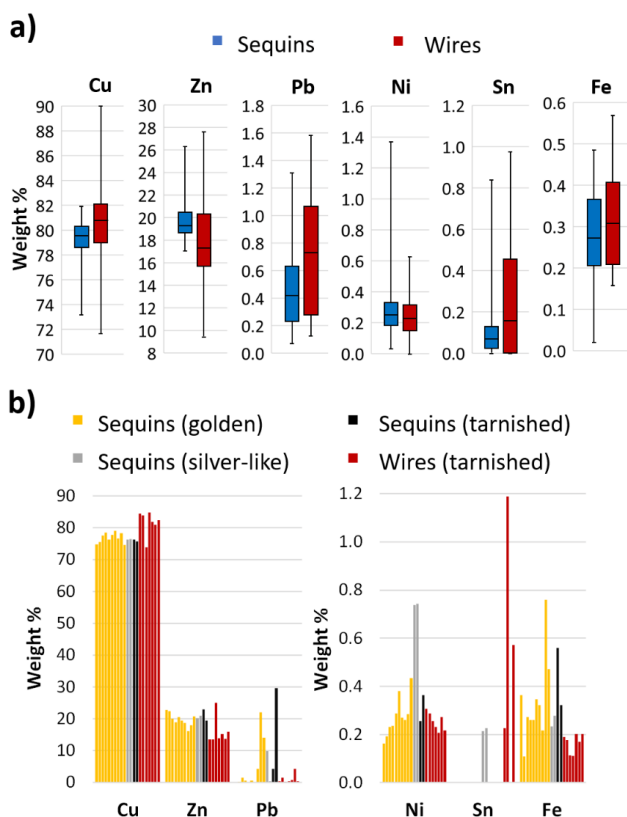 a)
Sequins Wires
Cu Zn Pb Ni Sn Fe
Weight %
90 30 1.8 1.6 1.2 0.6
88 28 1.6 1.4 1.0 0.5
86 26 1.4 1.2 0.8 0.4
84 24 1.2 1.0 0.6 0.3
82 22 1.0 0.8 0.4 0.2
80 20 0.8 0.6 0.2 0.1
78 18 0.6 0.4 0.0 0.0
76 16 0.4 0.2
74 14 0.2 0.0
72 12 0.0
70 10
8
b)
Sequins (golden) Sequins (tarnished)
Sequins (silver-like) Wires (tarnished)
Weight %
90
80
70
60
50
40
30
20
10
0
Cu Zn Pb
Weight %
1.2
1.0
0.8
0.6
0.4
0.2
0.0
Ni Sn Fe